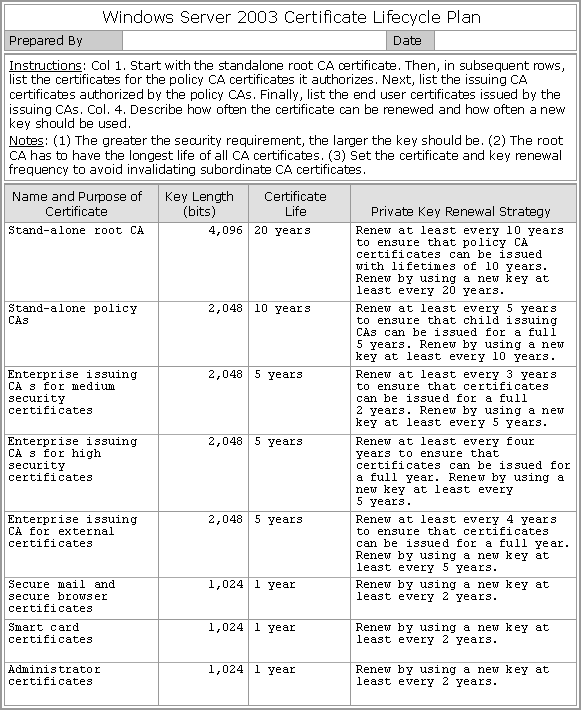 Windows Server 2003 Certificate Lifecycle Plan
Prepared By
Date
Instructions: Col 1. Start with the standalone root CA certificate. Then, in subsequent rows,
list the certificates for the policy CA certificates it authorizes. Next, list the issuing CA
certificates authorized by the policy CAs. Finally, list the end user certificates issued by the
issuing CAs. Col. 4. Describe how often the certificate can be renewed and how often a new
key should be used.
Notes: (1) The greater the security requirement, the larger the key should be. (2) The root
CA has to have the longest life of all CA certificates. (3) Set the certificate and key renewal
frequency to avoid invalidating subordinate CA certificates.
Name and Purpose of
Certificate
Key Length
(bits)
Certificate
Life
Private Key Renewal Strategy
Stand-alone root CA
4,096
20 years
Renew at least every 10 years
to ensure that policy CA
certificates can be issued
with lifetimes of 10 years.
Renew by using a new key at
least every 20 years.
Stand-alone policy
CAs
2,048
10 years
Renew at least every 5 years
to ensure that child issuing
CAs can be issued for a full
5 years. Renew by using a new
key at least every 10 years.
Enterprise issuing
CA s for medium
security
certificates
2,048
5 years
Renew at least every 3 years
to ensure that certificates
can be issued for a full
2 years. Renew by using a new
key at least every 5 years.
Enterprise issuing
CA s for high
security
certificates
2,048
5 years
Renew at least every four
years to ensure that
certificates can be issued for
a full year. Renew by using a
new key at least every
5 years.
Enterprise issuing
CA for external
certificates
2,048
5 years
Renew at least every 4 years
to ensure that certificates
can be issued for a full year.
Renew by using a new key at
least every 5 years.
Secure mail and
secure browser
certificates
1,024
1 year
Renew by using a new key at
least every 2 years.
Smart card
certificates
1,024
1 year
Renew by using a new key at
least every 2 years.
Administrator
certificates
1,024
1 year
Renew by using a new key at
least every 2 years.